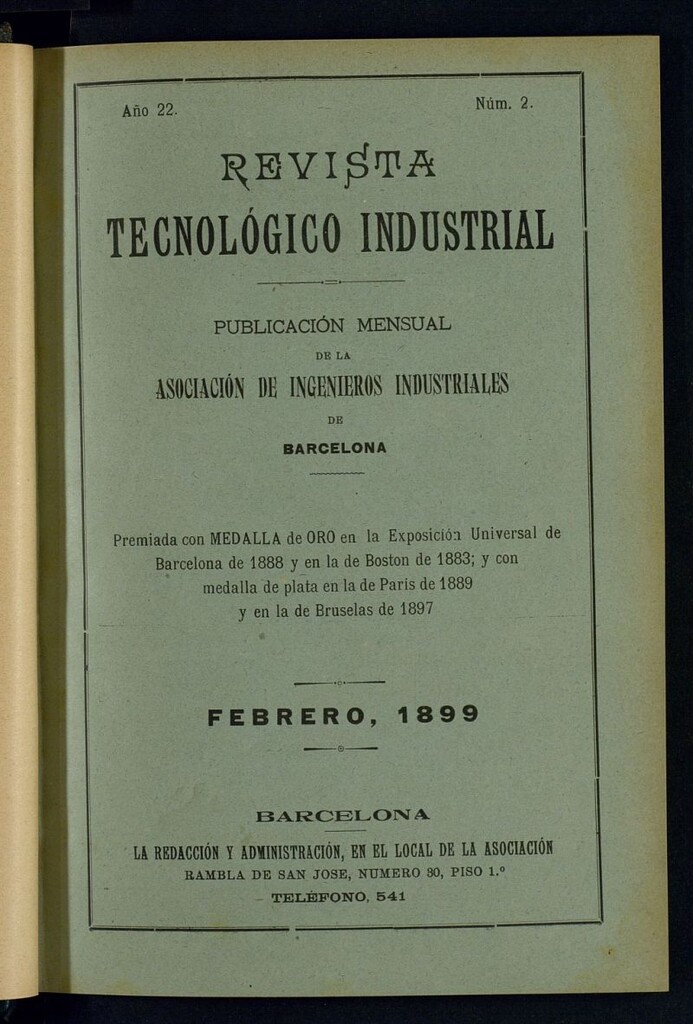 Año 22.
Núm. 2.
REVISTA
TECNOLÓGICO INDUSTRIAL
PUBLICACIÓN MENSUAL
DE LA
ASOCIACIÓN DE INGENIEROS INDUSTRIALES
DE
BARCELONA
Premiada con MEDALLA de ORO en la Exposición Universal de
Barcelona de 1888 y en la de Boston de 1883; y con
medalla de plata en la de París de 1889
y en la de Bruselas de 1897
FEBRERO, 1899
BARCELONA
LA REDACCIÓN Y ADMINISTRACIÓN, EN EL LOCAL DE LA ASOCIACIÓN
RAMBLA DE SAN JOSE, NUMERO 30, PISO 1.º
TELÉFONO, 541